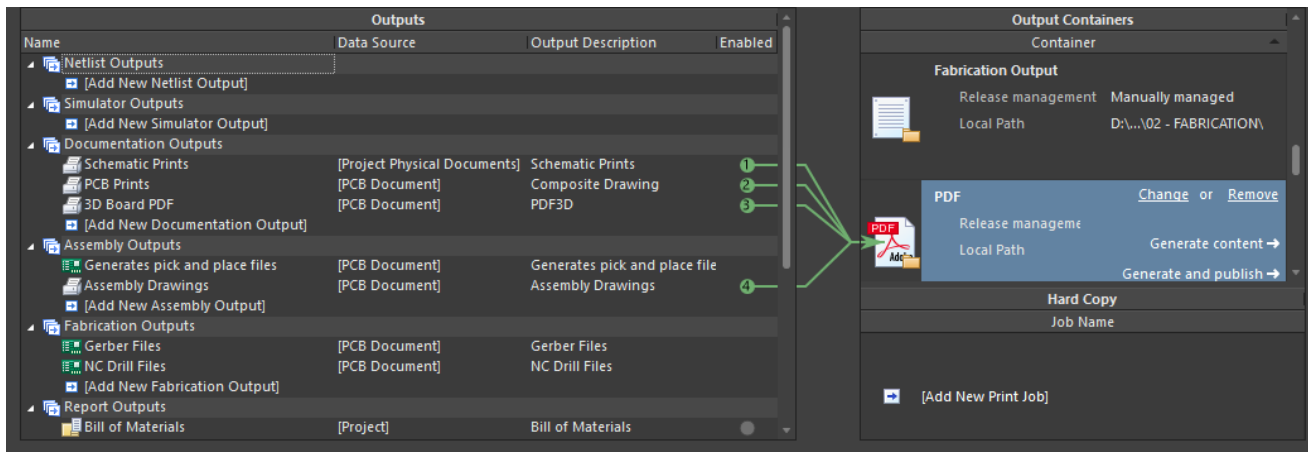 Outputs
Name Data Source Output Description Enabled
Netlist Outputs
[Add New Netlist Output]
Simulator Outputs
[Add New Simulator Output]
Documentation Outputs
Schematic Prints [Project Physical Documents] Schematic Prints 1
PCB Prints [PCB Document] Composite Drawing 2
3D Board PDF [PCB Document] PDF3D 3
[Add New Documentation Output]
Assembly Outputs
Generates pick and place files [PCB Document] Generates pick and place file
Assembly Drawings [PCB Document] Assembly Drawings 4
[Add New Assembly Output]
Fabrication Outputs
Gerber Files [PCB Document] Gerber Files
NC Drill Files [PCB Document] NC Drill Files
[Add New Fabrication Output]
Report Outputs
Bill of Materials [Project] Bill of Materials
Output Containers
Container
Fabrication Output
Release management Manually managed
Local Path D:\...\02 - FABRICATION\
PDF Change or Remove
Release manageme
Local Path Generate content →
Generate and publish →
PDF
Adob
Hard Copy
Job Name
[Add New Print Job]